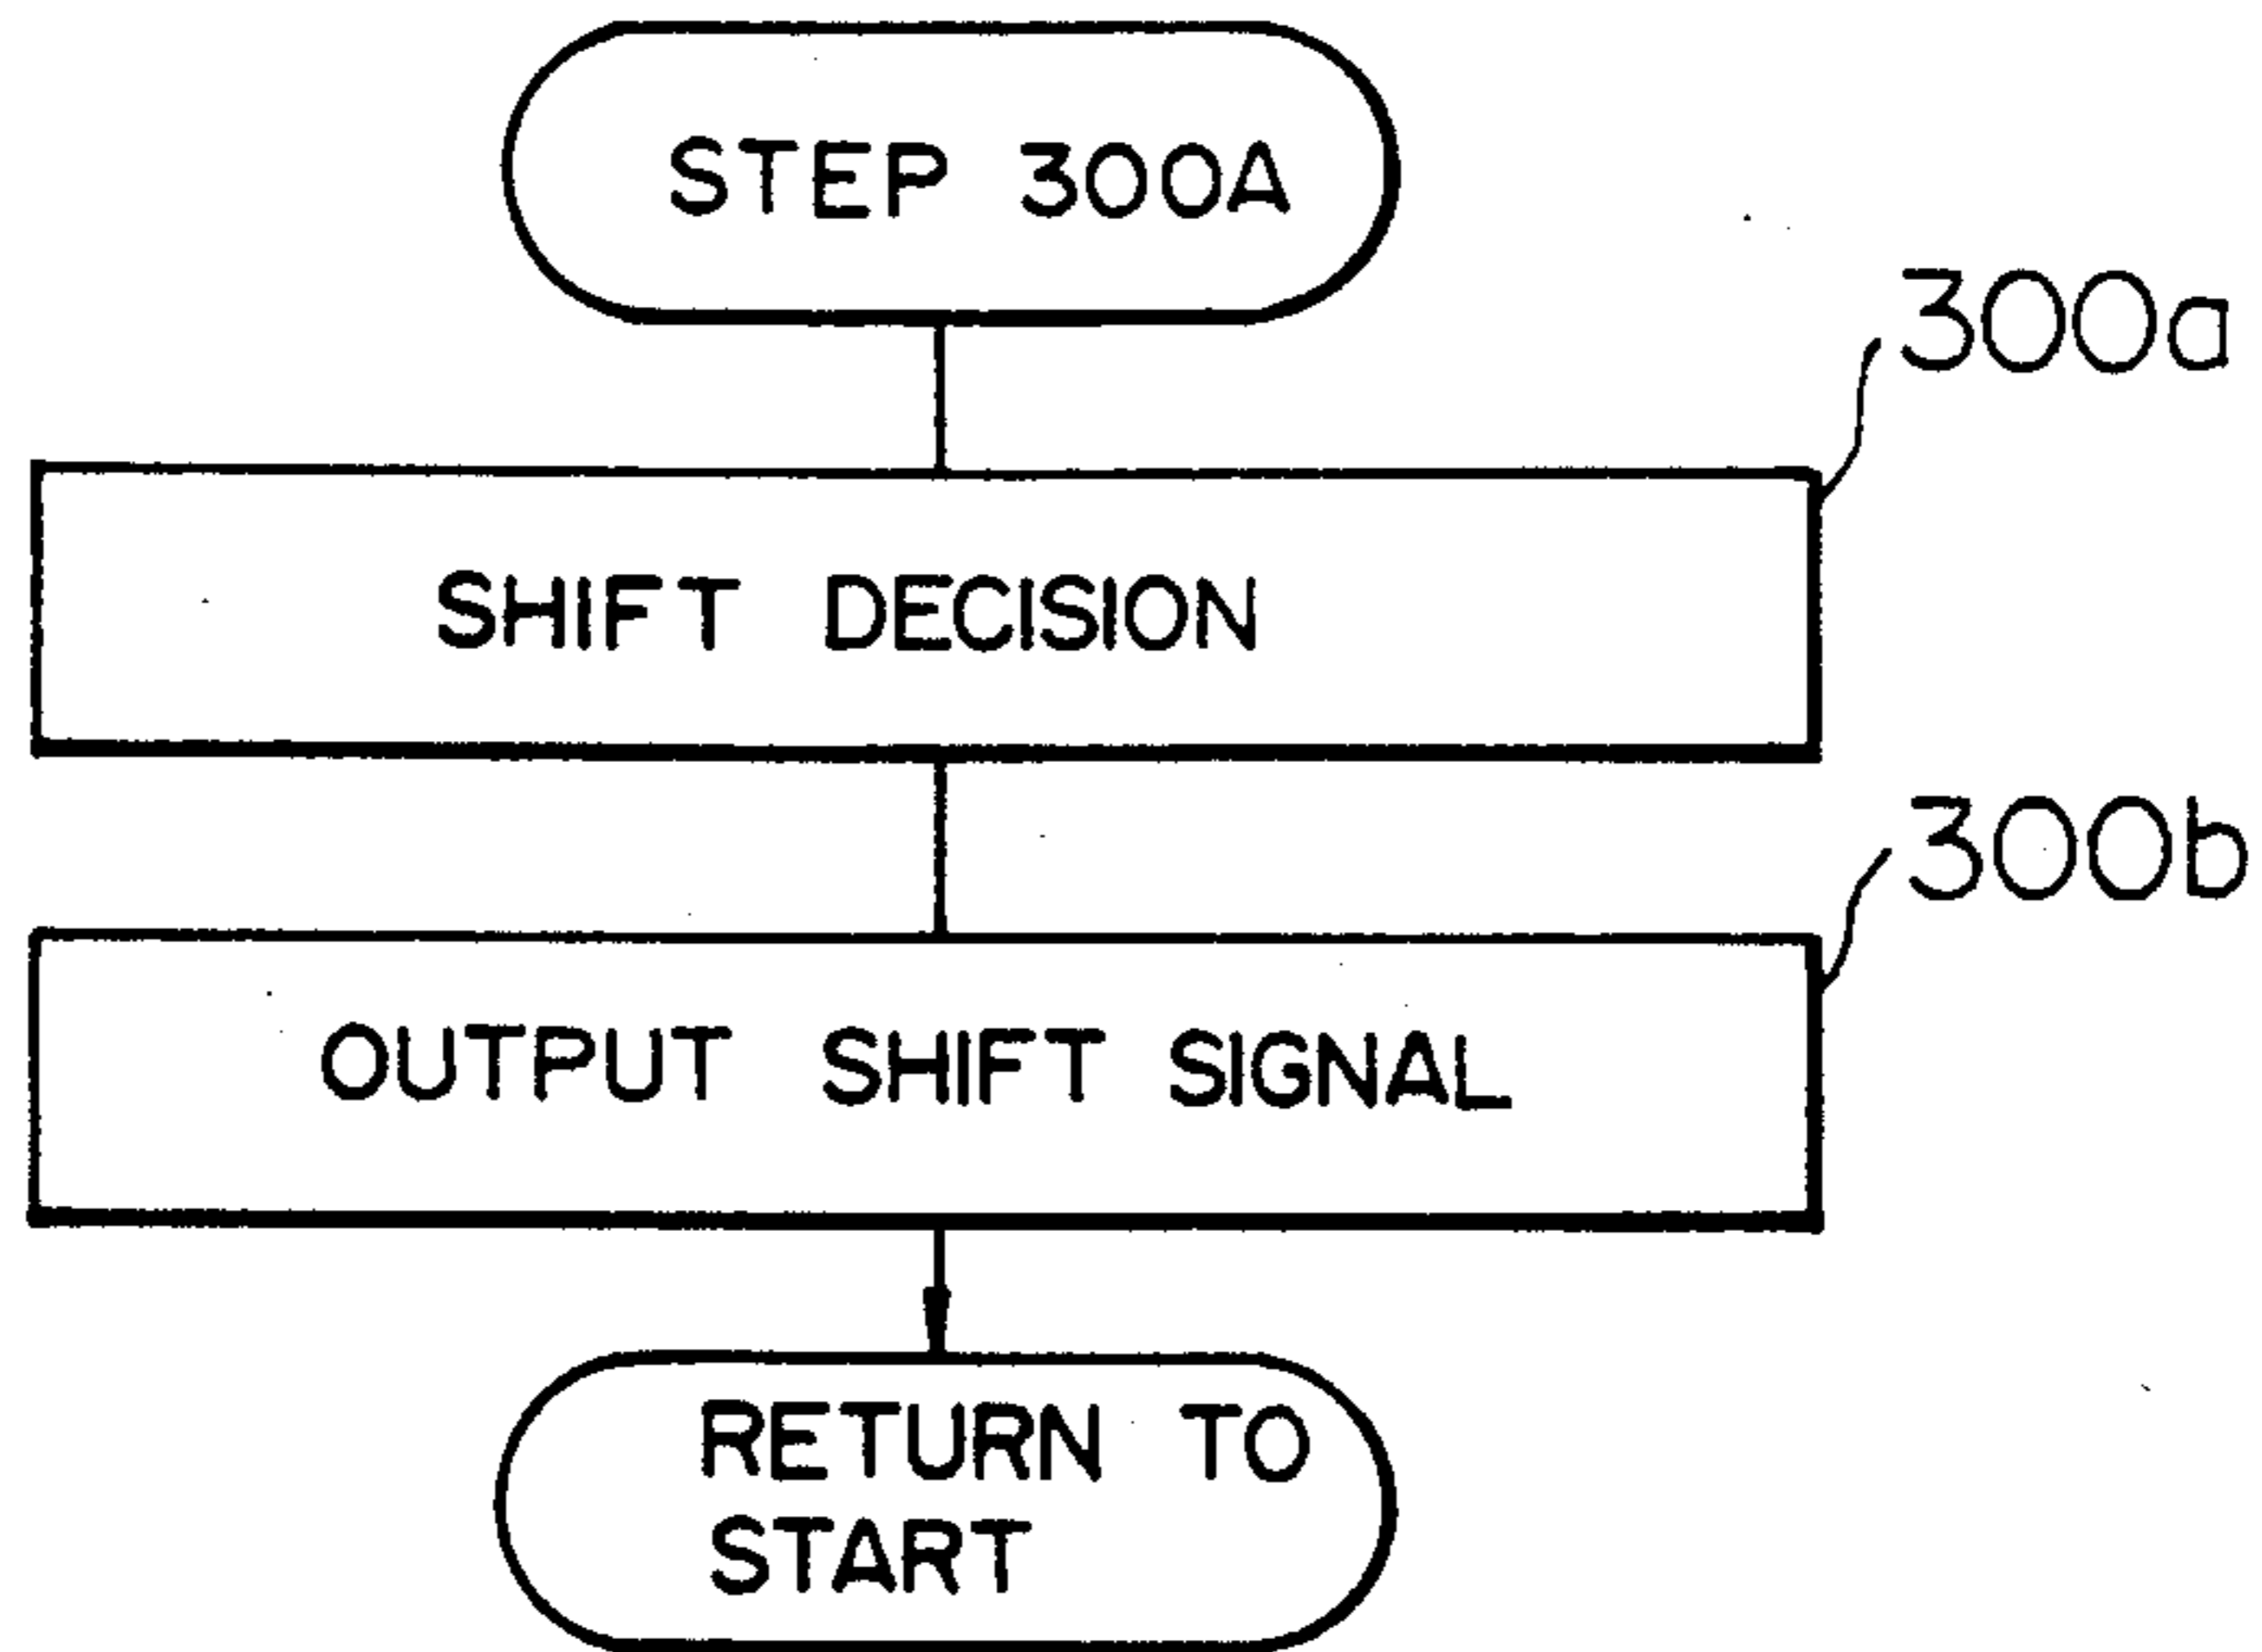 STEP 300A
300a
SHIFT DECISION
300b
OUTPUT SHIFT SIGNAL
RETURN TO
START